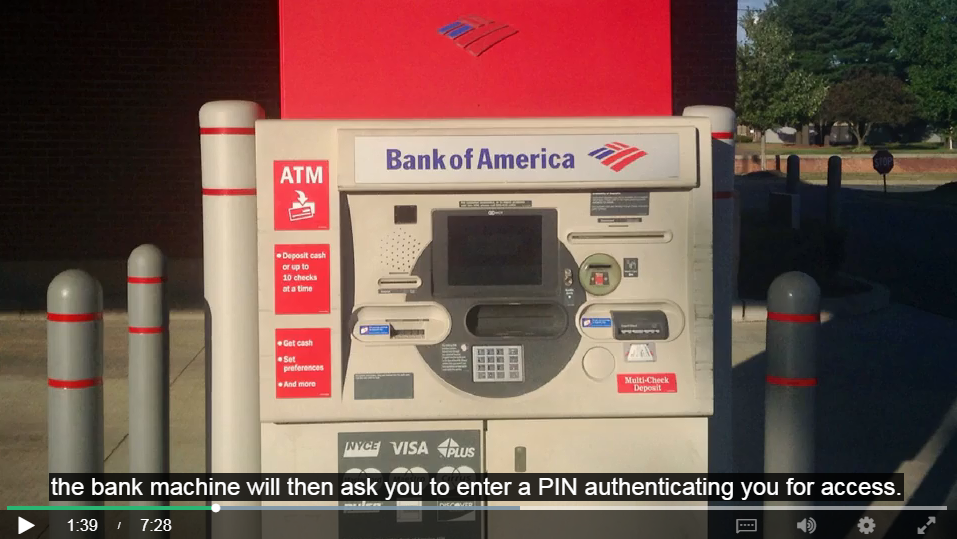 Bank of America
ATM
Deposit cash
or up to
10 checks
at a time
Get cash
Set
preferences
And more
Multi-Check
Deposit
NYCE
VISA
PLUS
the bank machine will then ask you to enter a PIN authenticating you for access.
PULSE
DISCOVER
1:39 / 7:28